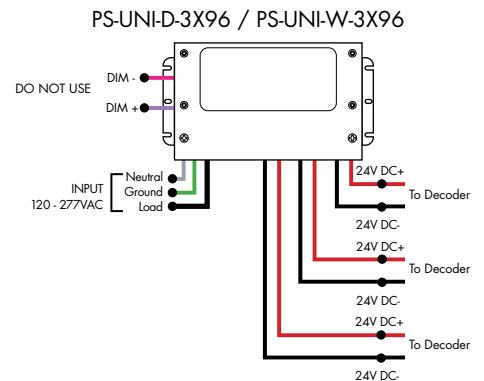 PS-UNI-D-3X96 / PS-UNI-W-3X96
DO NOT USE
DIM -
DIM +
INPUT
120 - 277VAC
Neutral
Ground
Load
24V DC+
To Decoder
24V DC-
24V DC+
To Decoder
24V DC-
24V DC+
To Decoder
24V DC-